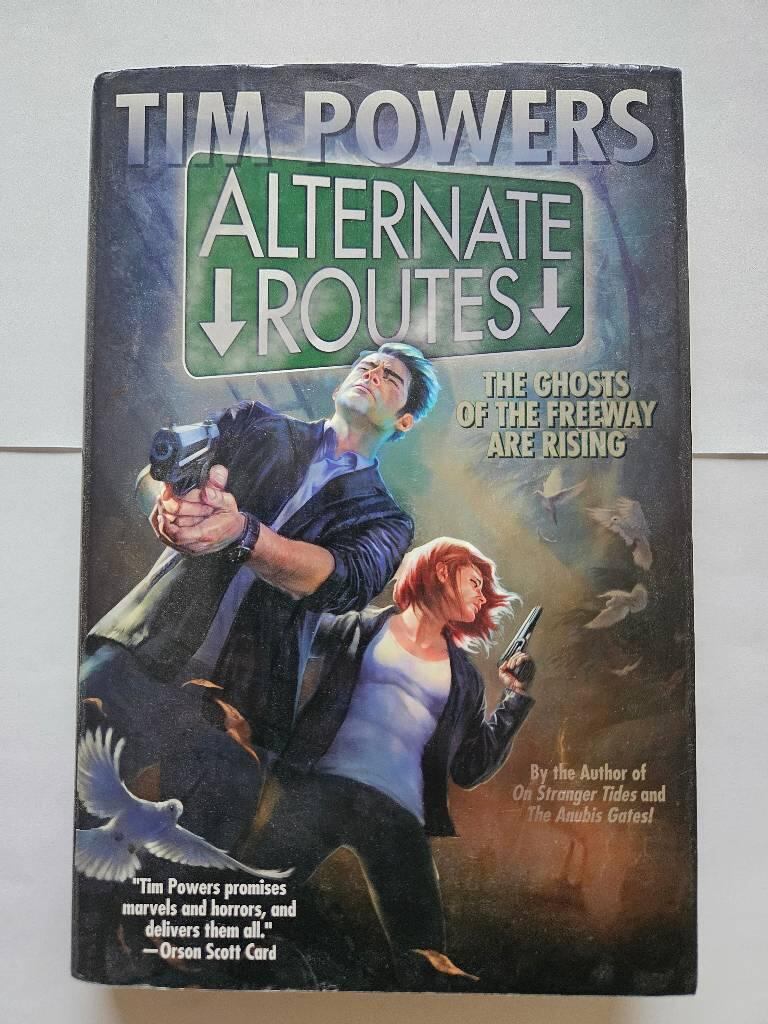 TIM POWERS
ALTERNATE
ROUTES
THE GHOSTS
OF THE FREEWAY
ARE RISING
By the Author of
On Stranger Tides and
The Anubis Gates!
"Tim Powers promises
marvels and horrors, and
delivers them all."
—Orson Scott Card